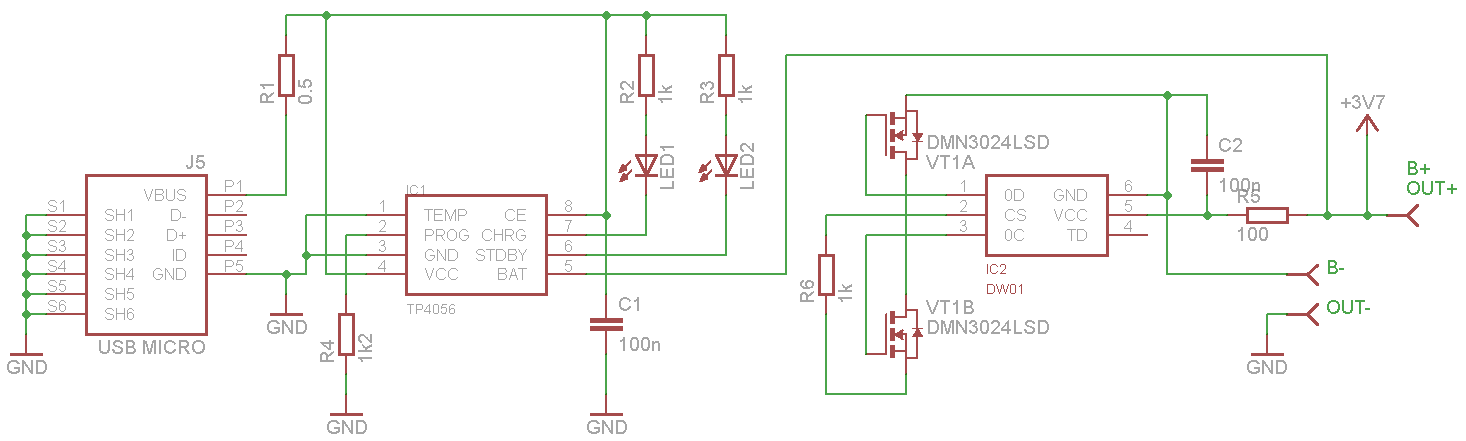 J5
VBUS
D-
D+
ID
GND
P1
P2
P3
P4
P5
S1
S2
S3
S4
S5
S6
SH1
SH2
SH3
SH4
SH5
SH6
USB MICRO
GND
GND
R1
0.5
R4
1k2
GND
IC1
1
2
3
4
TEMP
PROG
GND
VCC
CE
CHRG
STDBY
BAT
8
7
6
5
TP4056
C1
100n
GND
R2
1k
R3
1k
LED1
LED2
DMN3024LSD
VT1A
R6
1k
VT1B
DMN3024LSD
1
2
3
0D
CS
0C
GND
VCC
TD
6
5
4
IC2
DW01
C2
100n
R5
100
+3V7
B+
OUT+
B-
OUT-
GND